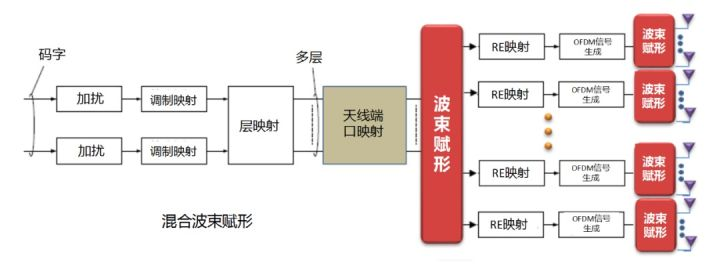 码字
加扰
调制映射
加扰
调制映射
层映射
多层
天线端
口映射
波束赋形
RE映射
OFDM信号
生成
波束
赋形
RE映射
OFDM信号
生成
波束
赋形
RE映射
OFDM信号
生成
波束
赋形
RE映射
OFDM信号
生成
波束
赋形
混合波束赋形